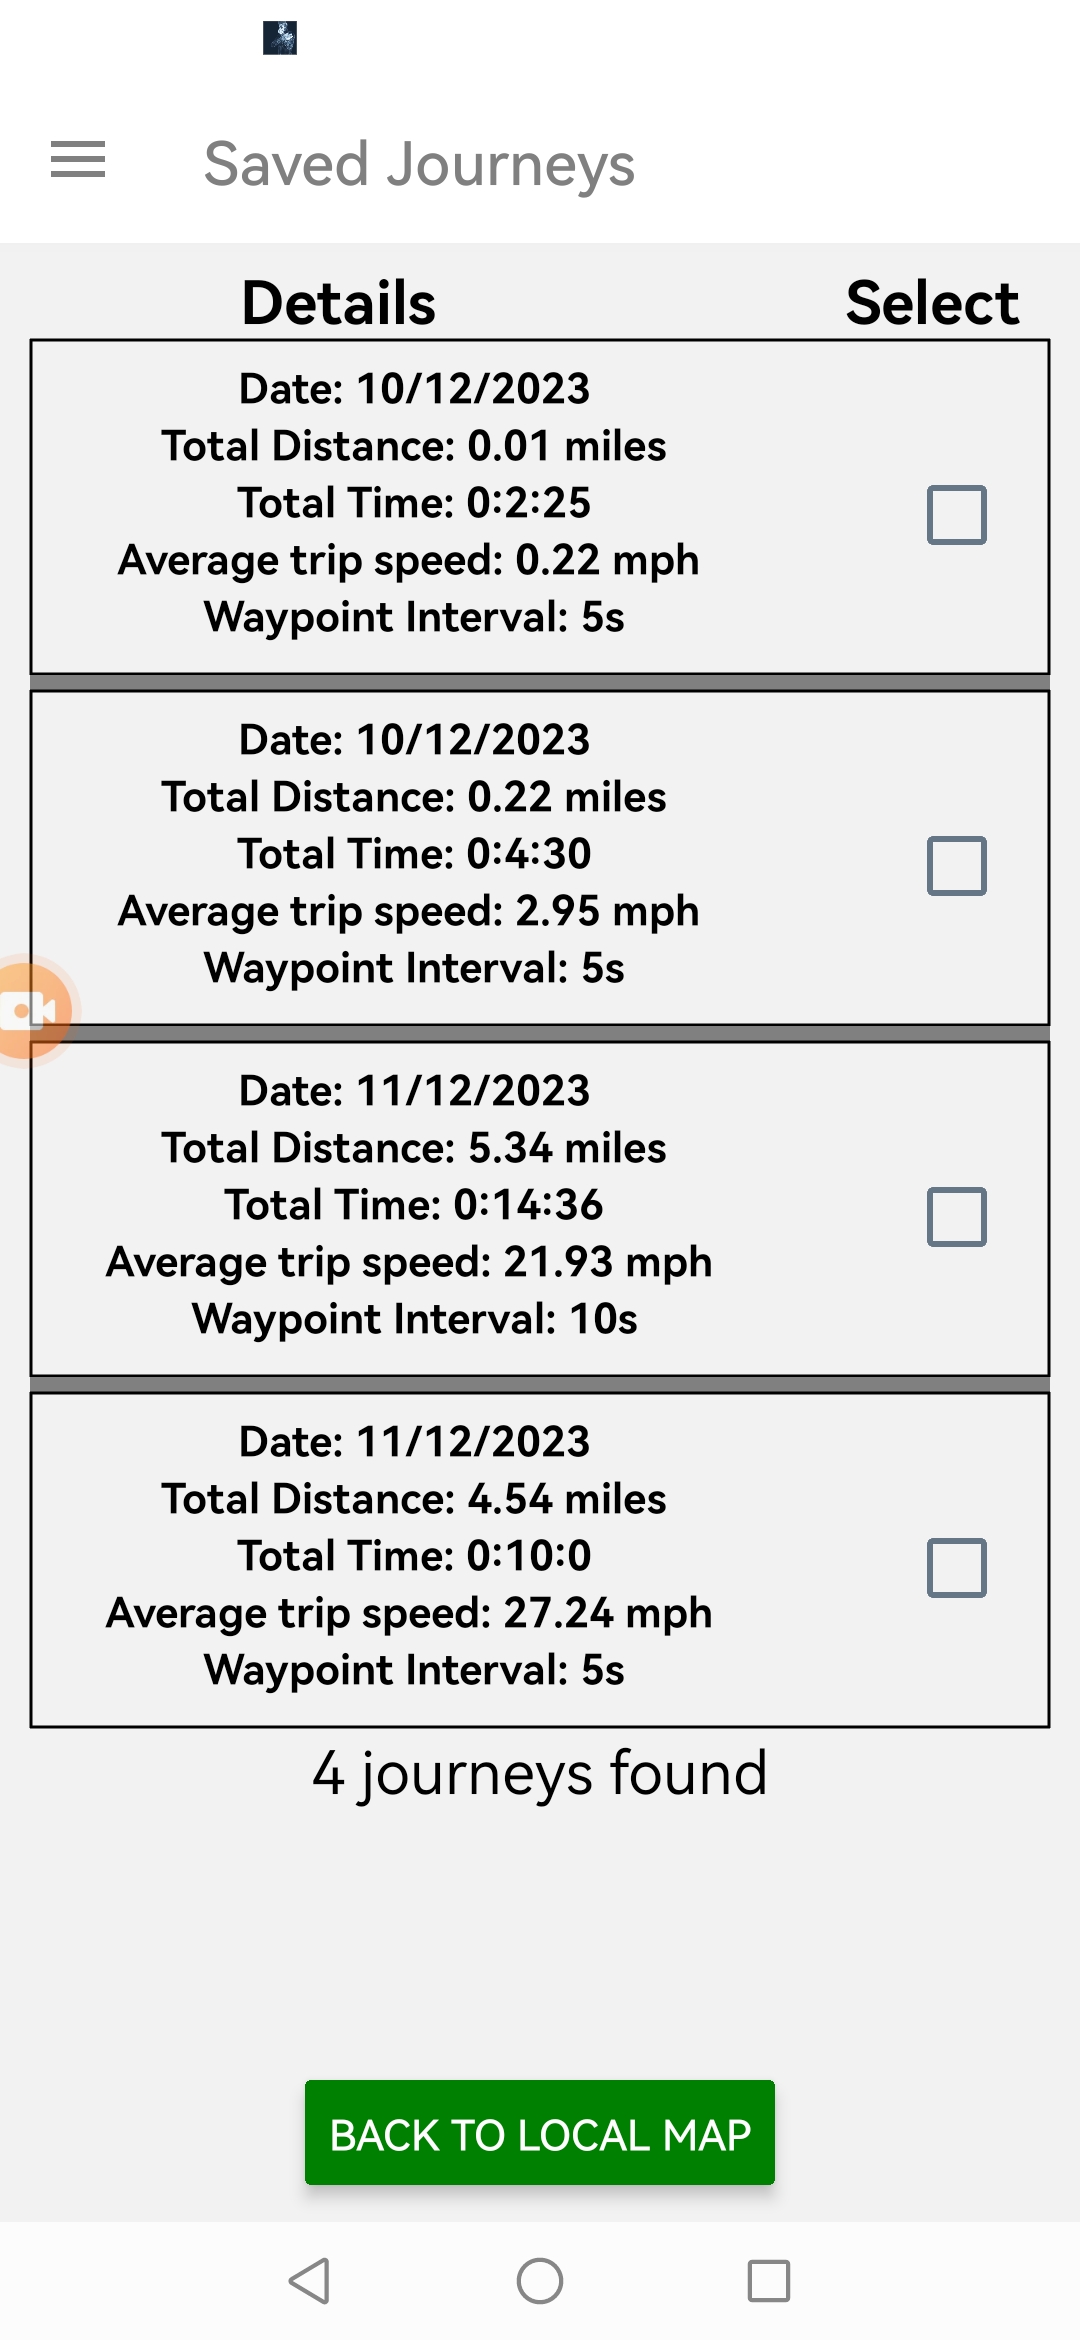 Saved Journeys
Details Select
Date: 10/12/2023
Total Distance: 0.01 miles
Total Time: 0:2:25
Average trip speed: 0.22 mph
Waypoint Interval: 5s
Date: 10/12/2023
Total Distance: 0.22 miles
Total Time: 0:4:30
Average trip speed: 2.95 mph
Waypoint Interval: 5s
Date: 11/12/2023
Total Distance: 5.34 miles
Total Time: 0:14:36
Average trip speed: 21.93 mph
Waypoint Interval: 10s
Date: 11/12/2023
Total Distance: 4.54 miles
Total Time: 0:10:0
Average trip speed: 27.24 mph
Waypoint Interval: 5s
4 journeys found
BACK TO LOCAL MAP